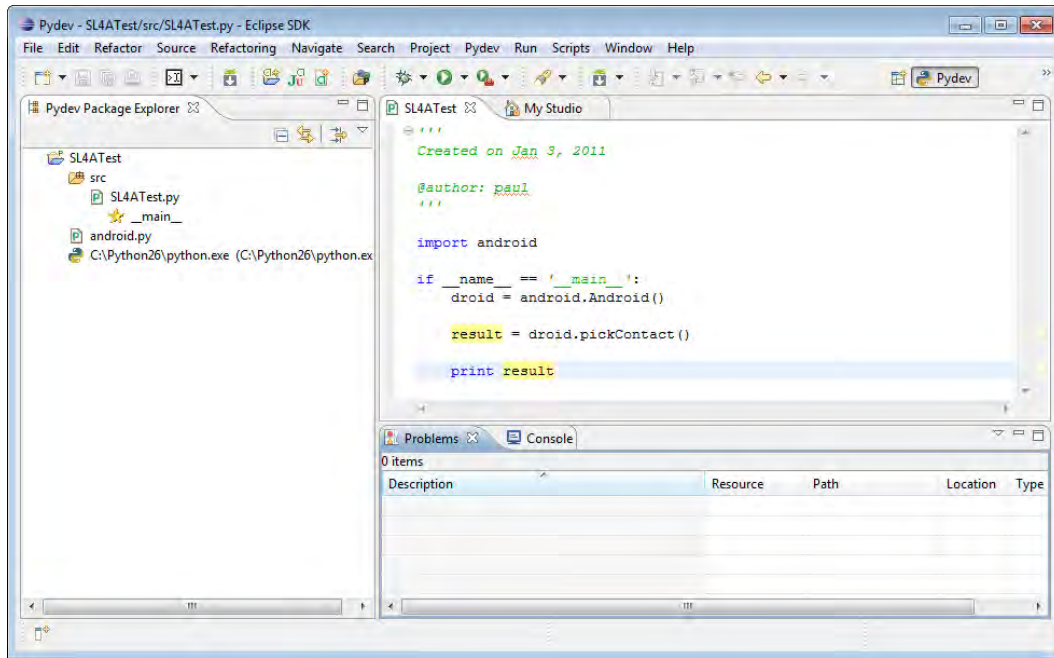 Pydev - SL4ATest/src/SL4ATest.py - Eclipse SDK
File Edit Refactor Source Refactoring Navigate Search Project Pydev Run Scripts Window Help
Pydev
Pydev Package Explorer
SL4ATest
src
SL4ATest.py
__main__
android.py
C:\Python26\python.exe (C:\Python26\python.ex
SL4ATest My Studio
'''
Created on Jan 3, 2011
@author: paul
'''
import android
if __name__ == '__main__':
droid = android.Android()
result = droid.pickContact()
print result
Problems Console
0 items
Description Resource Path Location Type